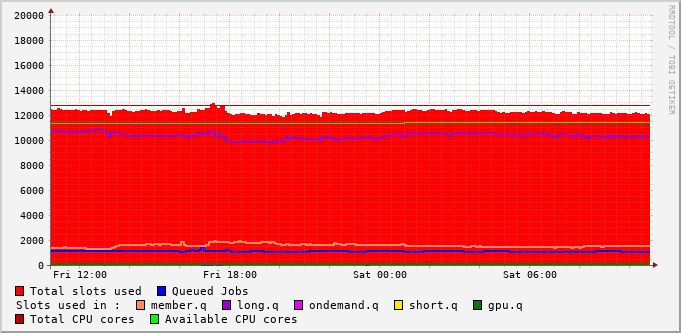 20000
18000
16000
14000
12000
10000
8000
6000
4000
2000
0
Fri 12:00 Fri 18:00 Sat 00:00 Sat 06:00
RRDTOOL / TOBI OETIKER
Total slots used Queued Jobs
Slots used in : member.q long.q ondemand.q short.q gpu.q
Total CPU cores Available CPU cores